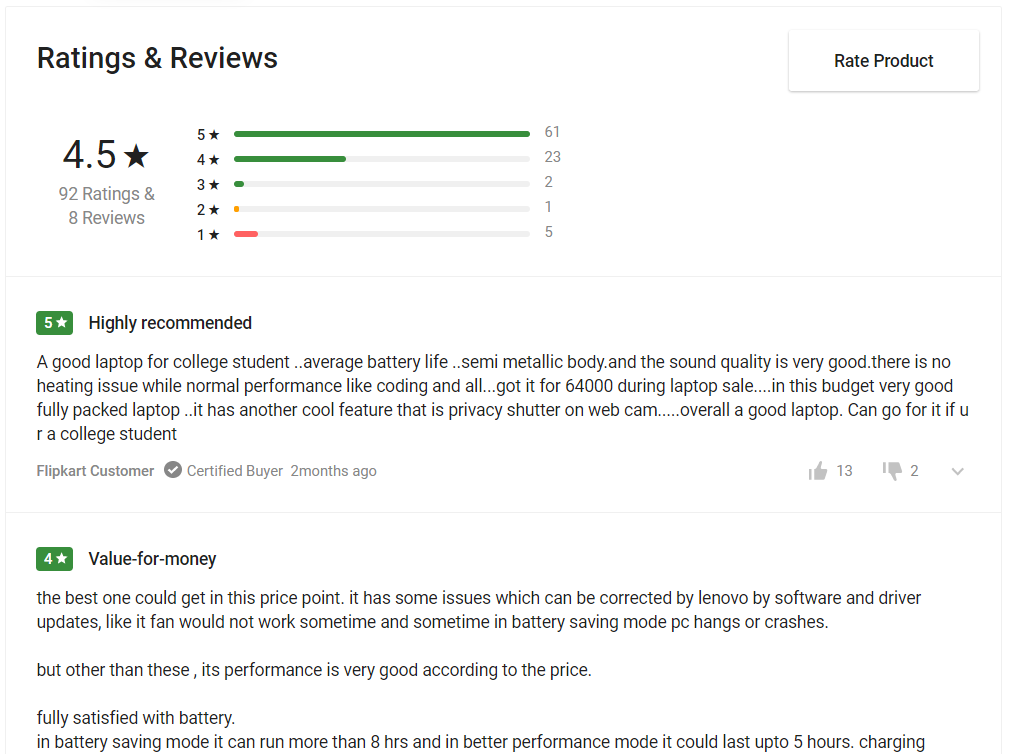 Ratings & Reviews
Rate Product
4.5 ★
92 Ratings &
8 Reviews
5 ★ 61
4 ★ 23
3 ★ 2
2 ★ 1
1 ★ 5
5 ★ Highly recommended
A good laptop for college student ..average battery life ..semi metallic body.and the sound quality is very good.there is no
heating issue while normal performance like coding and all...got it for 64000 during laptop sale....in this budget very good
fully packed laptop ..it has another cool feature that is privacy shutter on web cam.....overall a good laptop. Can go for it if u
r a college student
Flipkart Customer Certified Buyer 2months ago 13 2
4 ★ Value-for-money
the best one could get in this price point. it has some issues which can be corrected by lenovo by software and driver
updates, like it fan would not work sometime and sometime in battery saving mode pc hangs or crashes.
but other than these , its performance is very good according to the price.
fully satisfied with battery.
in battery saving mode it can run more than 8 hrs and in better performance mode it could last upto 5 hours. charging